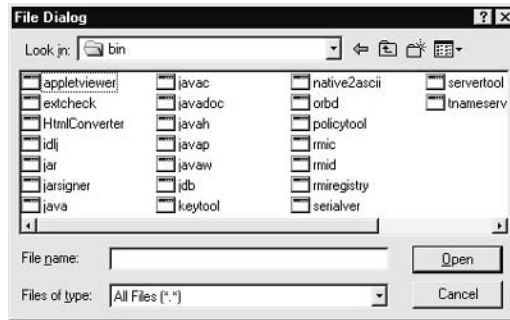 File Dialog
Look in: bin
appletviewer javac native2ascii servertool
extcheck javadoc orbd tnameserv
HtmlConverter javah policytool
idlj javap rmic
jar javaw rmid
jarsigner jdb rmiregistry
java keytool serialver
File name: Open
Files of type: All Files (*.*) Cancel